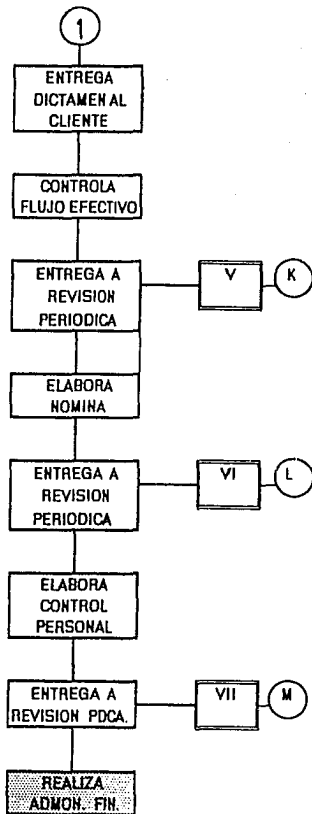 1
ENTREGA
DICTAMEN AL
CLIENTE
CONTROLA
FLUJO EFECTIVO
ENTREGA A
REVISION
PERIODICA
V
K
ELABORA
NOMINA
ENTREGA A
REVISION
PERIODICA
VI
L
ELABORA
CONTROL
PERSONAL
ENTREGA A
REVISION PDCA.
VII
M
REALIZA
ADMON. FIN.